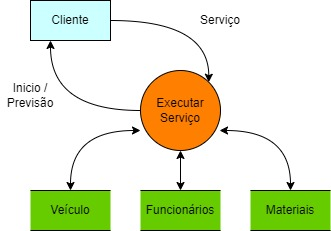 Cliente
Serviço
Inicio /
Previsão
Executar
Serviço
Veículo
Funcionários
Materiais